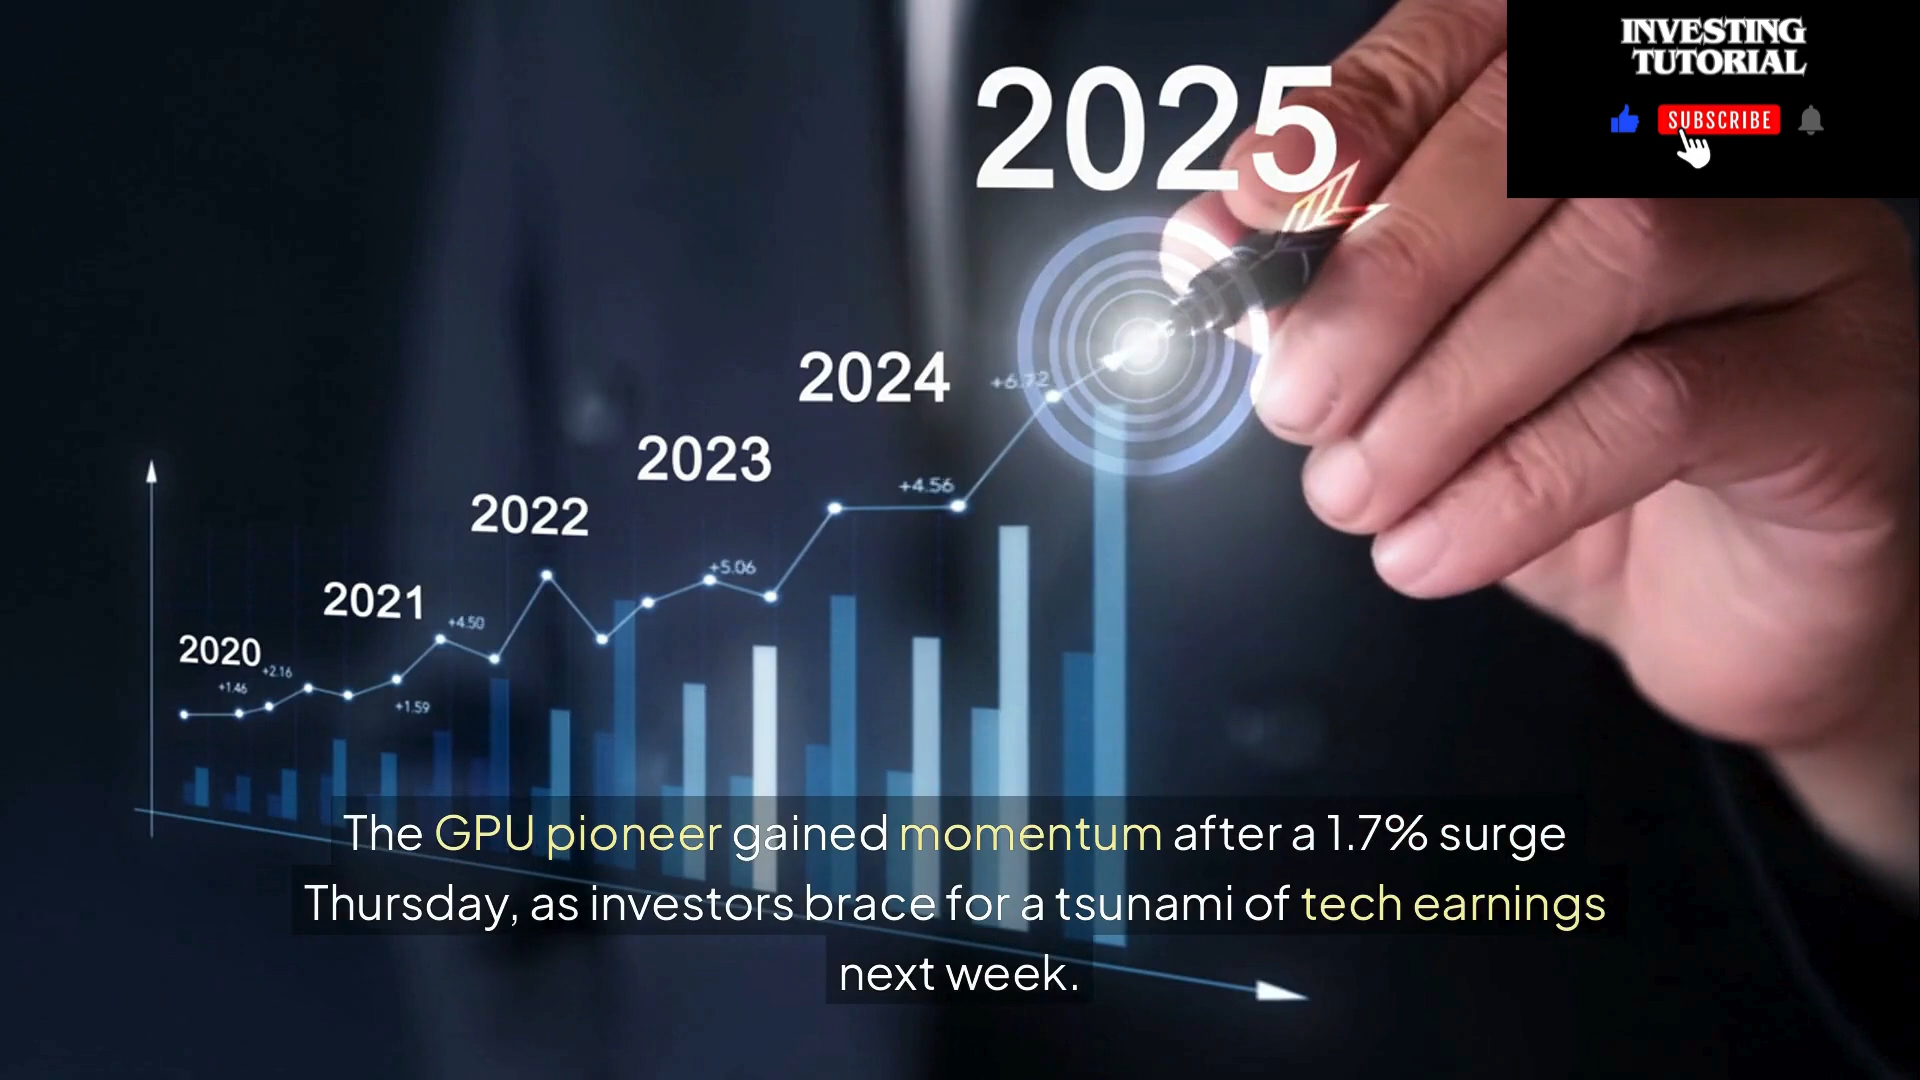 INVESTING
TUTORIAL
SUBSCRIBE
2025
2024
+6.72
2023
+4.56
2022
+5.06
2021
+4.50
2020
+2.16
+1.46
+1.59
The GPU pioneer gained momentum after a 1.7% surge
Thursday, as investors brace for a tsunami of tech earnings
next week.